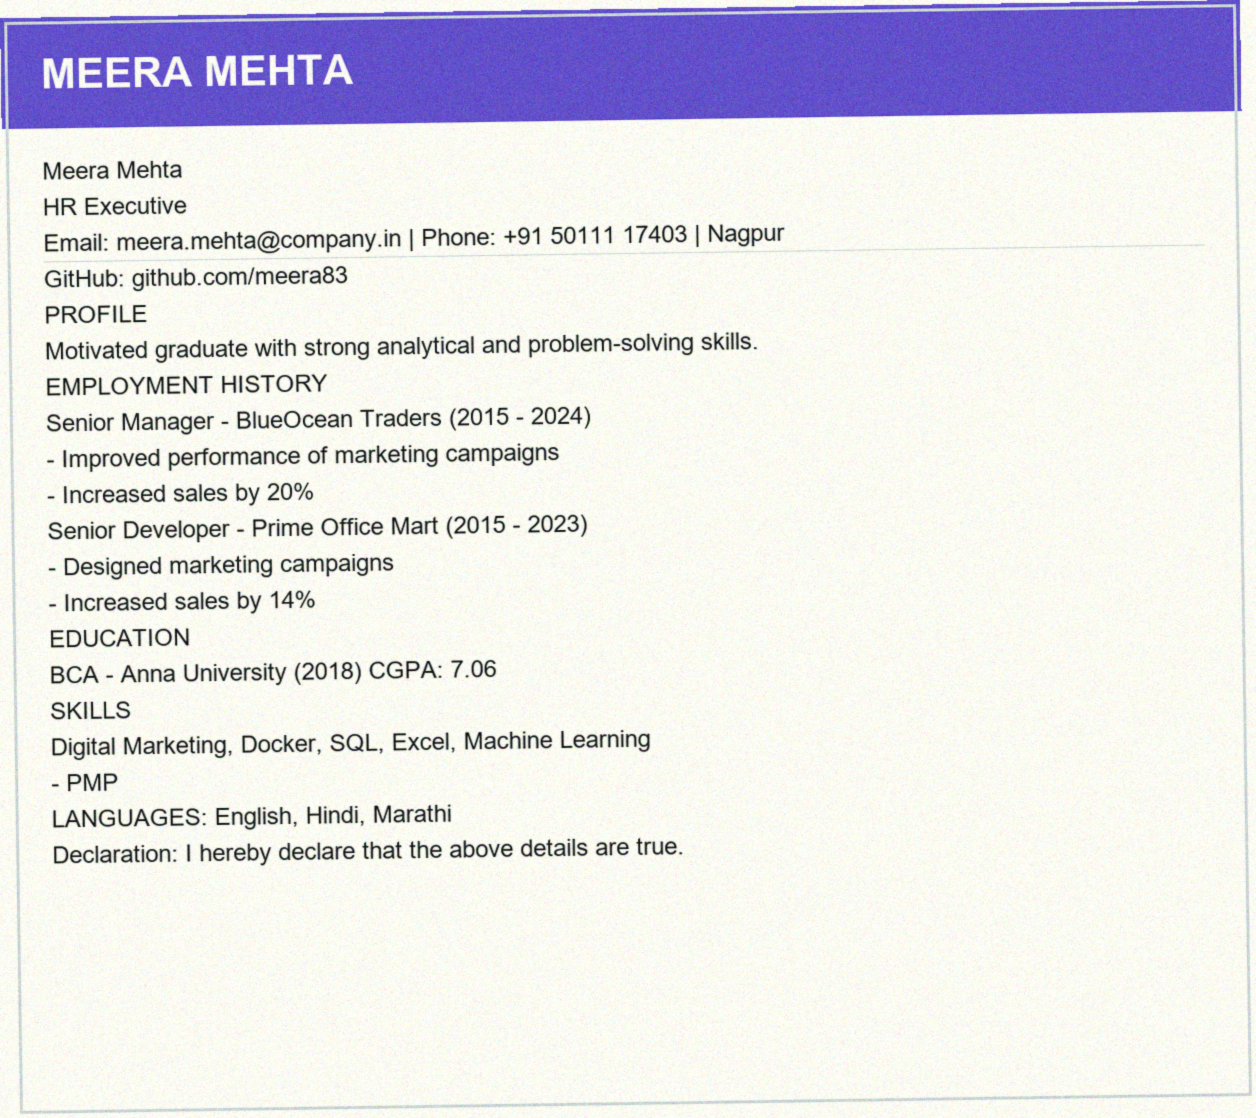 MEERA MEHTA
Meera Mehta
HR Executive
Email: meera.mehta@company.in | Phone: +91 50111 17403 | Nagpur
GitHub: github.com/meera83
PROFILE
Motivated graduate with strong analytical and problem-solving skills.
EMPLOYMENT HISTORY
Senior Manager - BlueOcean Traders (2015 - 2024)
- Improved performance of marketing campaigns
- Increased sales by 20%
Senior Developer - Prime Office Mart (2015 - 2023)
- Designed marketing campaigns
- Increased sales by 14%
EDUCATION
BCA - Anna University (2018) CGPA: 7.06
SKILLS
Digital Marketing, Docker, SQL, Excel, Machine Learning
- PMP
LANGUAGES: English, Hindi, Marathi
Declaration: I hereby declare that the above details are true.